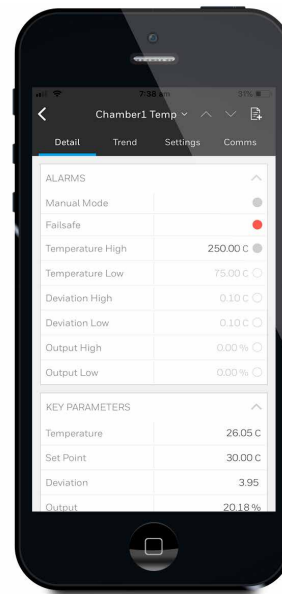 7:38 am 31%
Chamber1 Temp
Detail Trend Settings Comms
ALARMS
Manual Mode
Failsafe
Temperature High 250.00 C
Temperature Low 75.00 C
Deviation High 0.10 C
Deviation Low 0.10 C
Output High 0.00 %
Output Low 0.00 %
KEY PARAMETERS
Temperature 26.05 C
Set Point 30.00 C
Deviation 3.95
Output 20.18 %